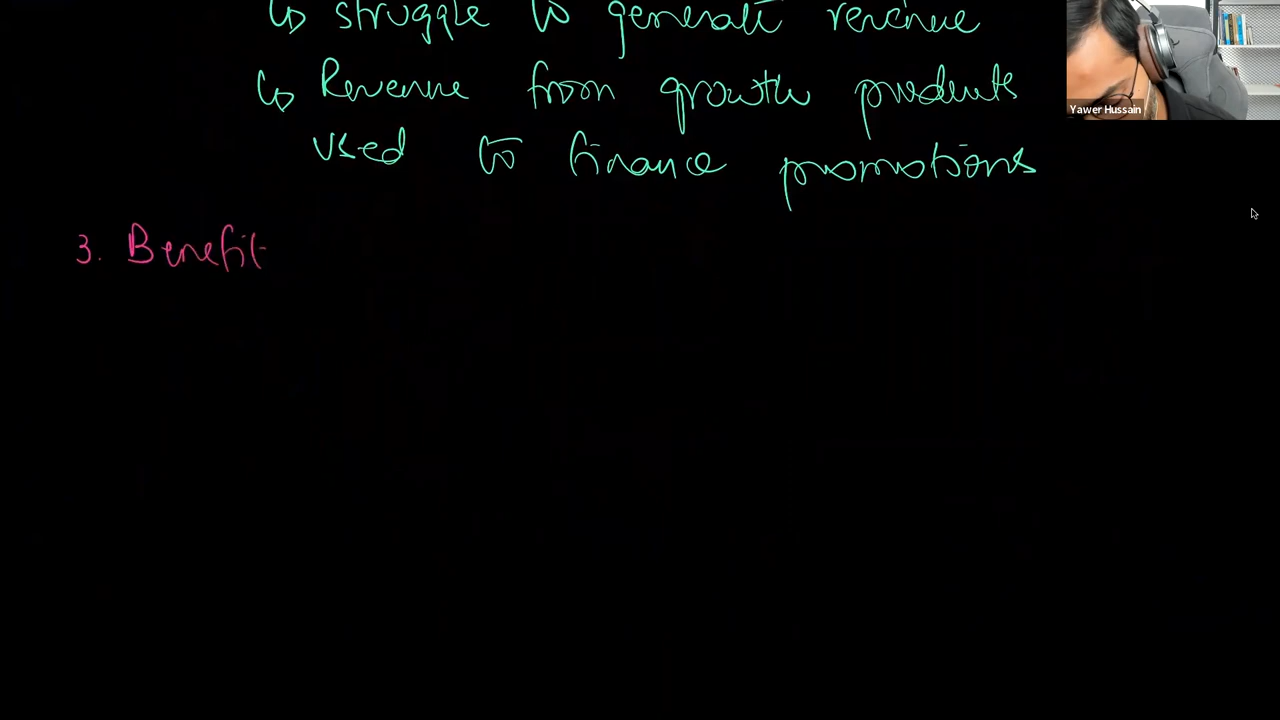 ↳ struggle to generate revenue
↳ Revenue from growth products
used to finance promotions
3. Benefit
Yawer Hussain